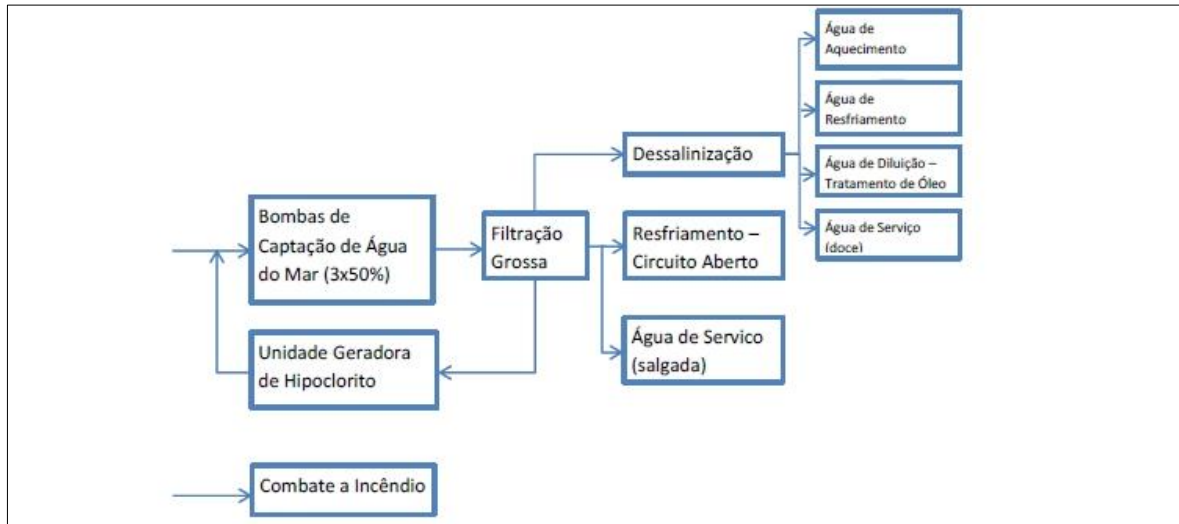 Água de
Aquecimento
Água de
Resfriamento
Dessalinização
Água de Diluição –
Tratamento de Óleo
Bombas de
Captação de Água
do Mar (3x50%)
Filtração
Grossa
Resfriamento –
Circuito Aberto
Água de Serviço
(doce)
Unidade Geradora
de Hipoclorito
Água de Servico
(salgada)
Combate a Incêndio